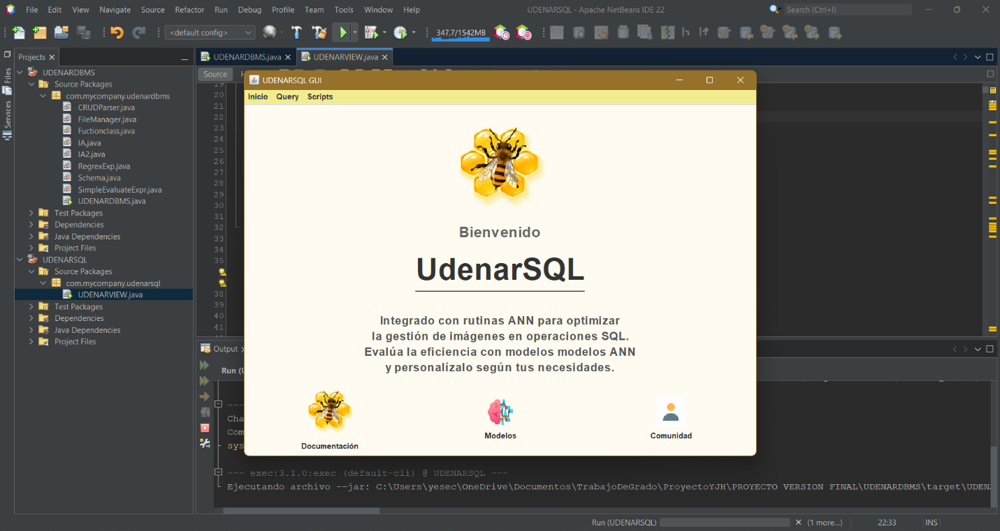 File Edit View Navigate Source Refactor Run Debug Profile Team Tools Window Help
UDENARSQL - Apache NetBeans IDE 22
Search (Ctrl+I)
<default config>
347,7/1542MB
Projects
Files
Services
UDENARDBMS
Source Packages
com.mycompany.udenardbms
CRUDParser.java
FileManager.java
Fuctionclass.java
IA.java
IA2.java
RegrexExp.java
Schema.java
SimpleEvaluateExpr.java
UDENARDBMS.java
Test Packages
Dependencies
Java Dependencies
Project Files
UDENARSQL
Source Packages
com.mycompany.udenarsql
UDENARVIEW.java
Test Packages
Dependencies
Java Dependencies
Project Files
UDENARDBMS.java
UDENARVIEW.java
Source
H
19
20
21
22
23
24
25
26
27
28
29
30
31
32
33
34
35
38
39
40
41
UDENARSQL GUI
Inicio Query Scripts
Bienvenido
UdenarSQL
Integrado con rutinas ANN para optimizar
la gestión de imágenes en operaciones SQL.
Evalúa la eficiencia con modelos modelos ANN
y personalízalo según tus necesidades.
Documentación
Modelos
Comunidad
Output
Run (U
---
Cha
Com
sys
--- exec:3.1.0:exec (default-cli) @ UDENARSQL ---
Ejecutando archivo --jar: C:\Users\yesec\OneDrive\Documentos\TrabajoDeGrado\ProyectoYJH\PROYECTO VERSION FINAL\UDENARDBMS\target\UDENA
Run (UDENARSQL)
(1 more...)
22:33
INS